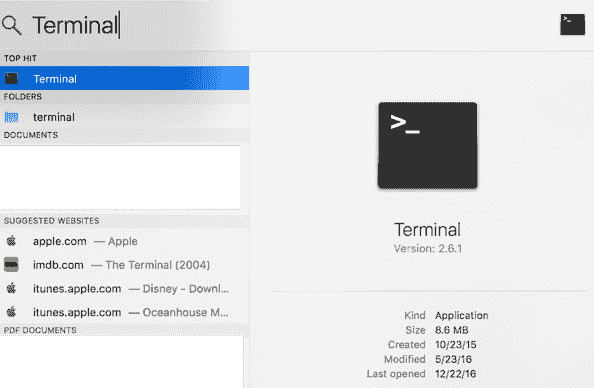 Terminal
TOP HIT
Terminal
FOLDERS
terminal
DOCUMENTS
SUGGESTED WEBSITES
apple.com — Apple
imdb.com — The Terminal (2004)
itunes.apple.com — Disney - Downl...
itunes.apple.com — Oceanhouse M...
PDF DOCUMENTS
>_
Terminal
Version: 2.6.1
Kind Application
Size 8.6 MB
Created 10/23/15
Modified 5/23/16
Last opened 12/22/16